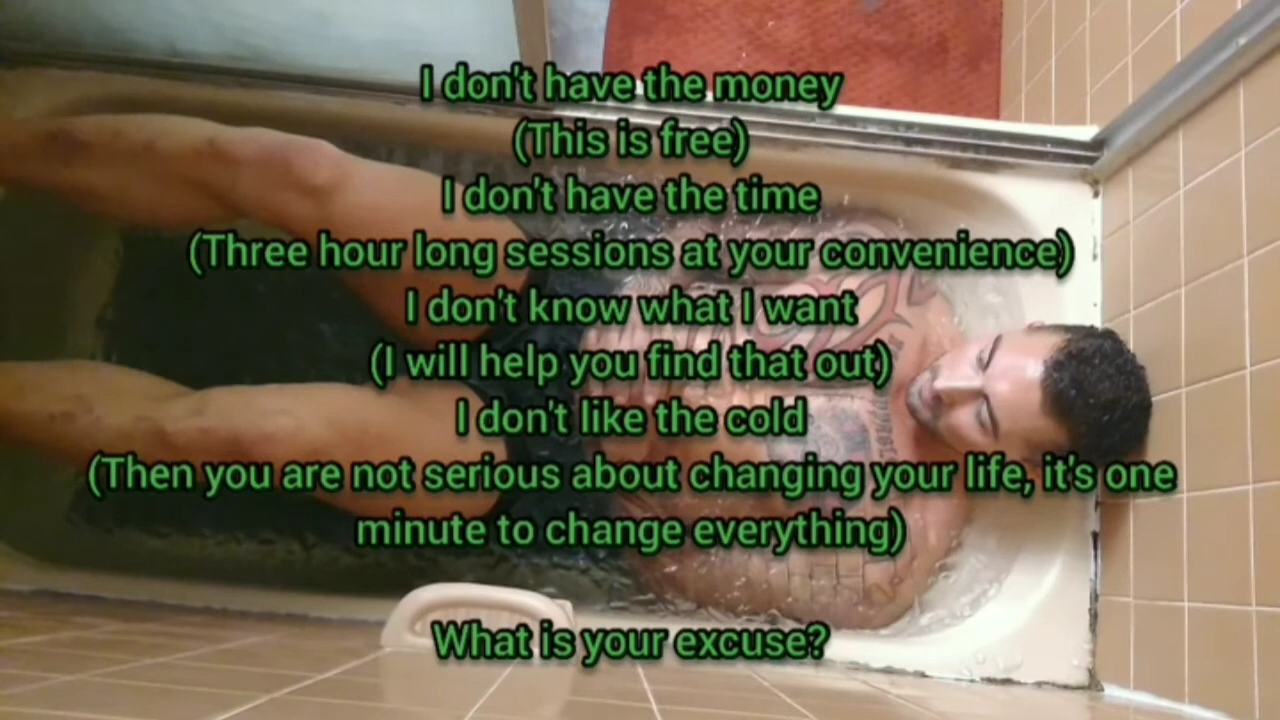 I don't have the money
(This is free)
I don't have the time
(Three hour long sessions at your convenience)
I don't know what I want
(I will help you find that out)
I don't like the cold
(Then you are not serious about changing your life, it's one
minute to change everything)
What is your excuse?